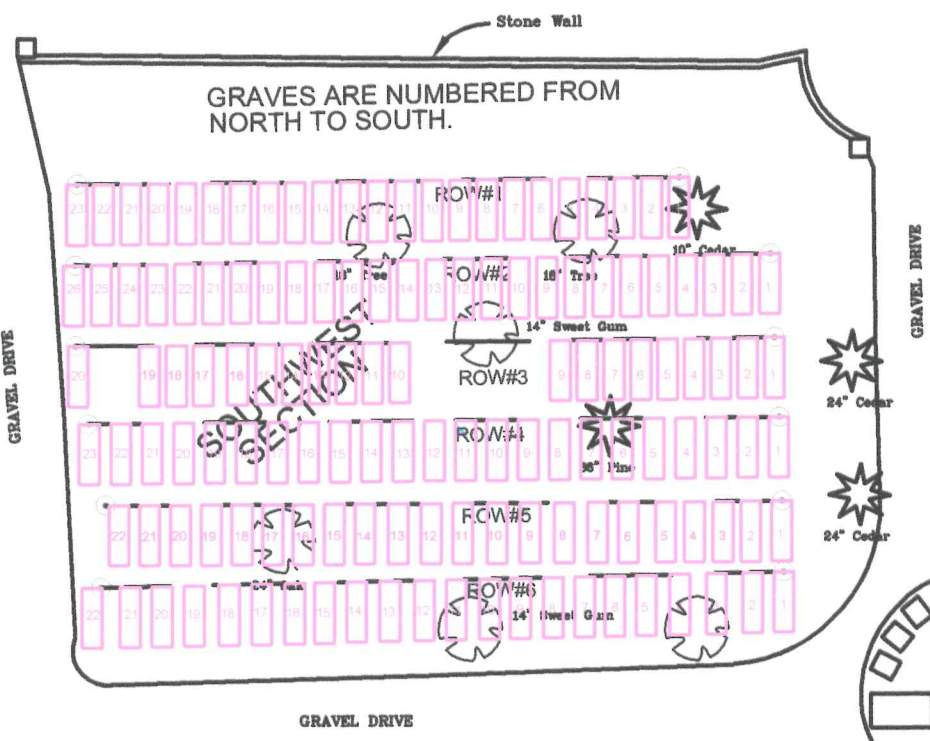 Stone Wall
GRAVES ARE NUMBERED FROM
NORTH TO SOUTH.
ROW#1
23 22 21 20 19 18 17 16 15 14 13 12 11 10 9 8 7 6 3 2
10" Cedar
GRAVEL DRIVE
ROW#2
18" Tree
26 25 24 23 22 21 20 19 18 17 16 15 14 13 12 11 10 9 8 7 6 5 4 3 2 1
14" Sweet Gum
GRAVEL DRIVE
SOUTHWEST
SECTION
ROW#3
20 19 18 17 16 11 10 9 8 7 6 5 4 3 2 1
24" Cedar
ROW#4
23 22 21 20 17 16 15 14 13 12 11 10 9 8 6 5 4 3 2 1
36" Pine
ROW#5
22 21 20 19 18 17 16 15 14 13 12 11 10 9 8 7 6 5 4 3 2 1
24" Cedar
ROW#6
22 21 20 19 18 17 16 15 14 13 12 6 5 2 1
14" Sweet Gum
GRAVEL DRIVE